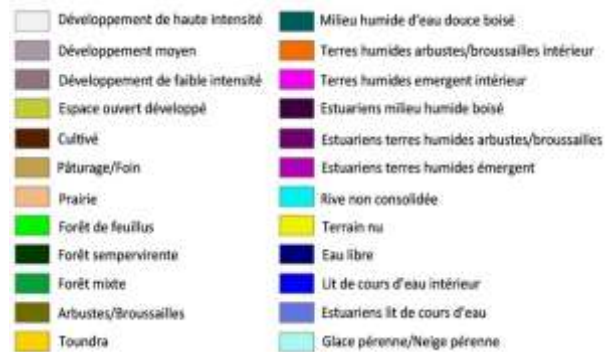 Développement de haute intensité
Développement moyen
Développement de faible intensité
Espace ouvert développé
Cultivé
Pâturage/Foin
Prairie
Forêt de feuillus
Forêt sempervirente
Forêt mixte
Arbustes/Broussailles
Toundra
Milieu humide d'eau douce boisé
Terres humides arbustes/broussailles intérieur
Terres humides emergent intérieur
Estuariens milieu humide boisé
Estuariens terres humides arbustes/broussailles
Estuariens terres humides émergent
Rive non consolidée
Terrain nu
Eau libre
Lit de cours d'eau intérieur
Estuariens lit de cours d'eau
Glace pérenne/Neige pérenne